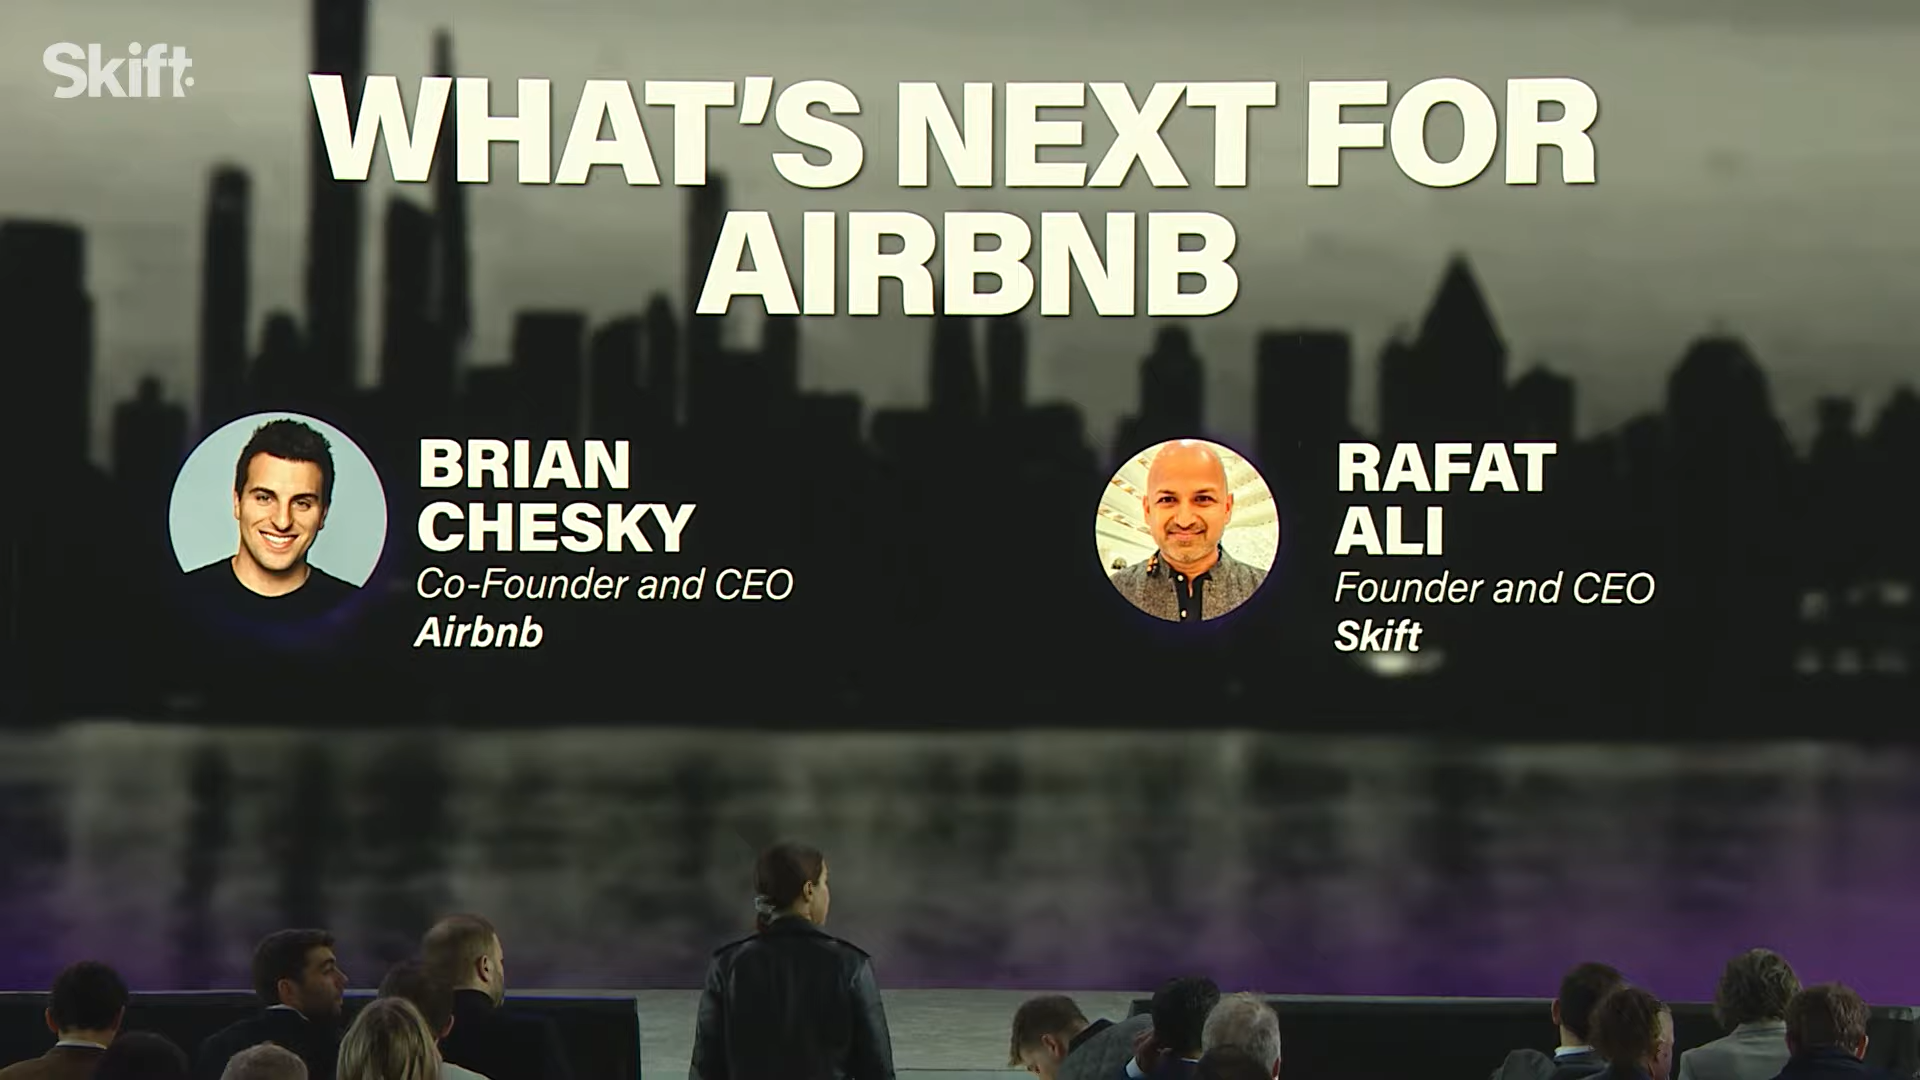 Skift.
WHAT'S NEXT FOR
AIRBNB
BRIAN
CHESKY
Co-Founder and CEO
Airbnb
RAFAT
ALI
Founder and CEO
Skift